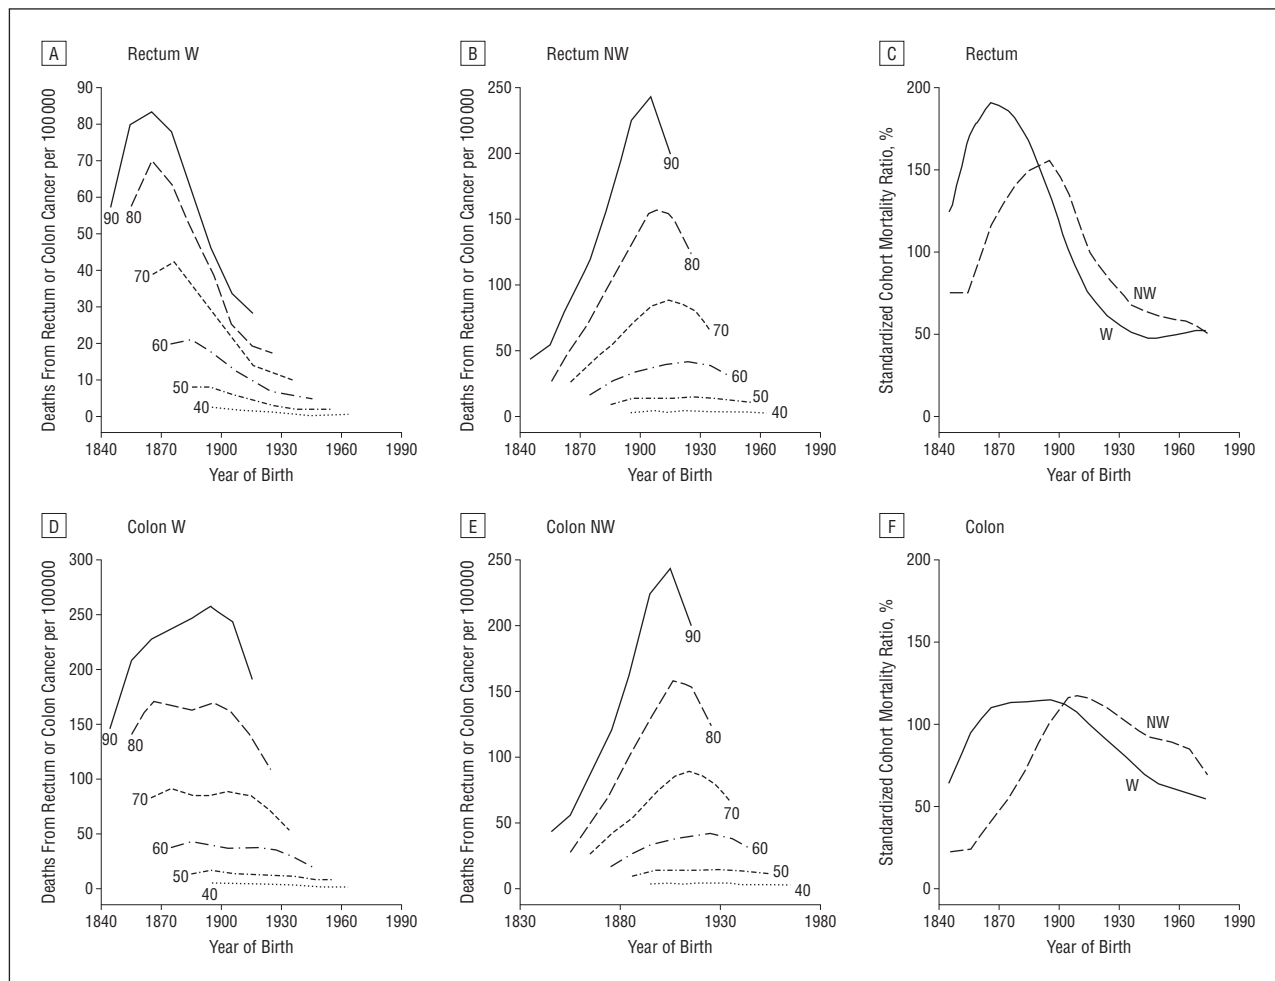 A Rectum W
Deaths From Rectum or Colon Cancer per 100 000
90
80
70
60
50
40
30
20
10
0
90 80
70
60
50
40
1840 1870 1900 1930 1960 1990
Year of Birth
B Rectum NW
Deaths From Rectum or Colon Cancer per 100 000
250
200
150
100
50
0
90
80
70
60
50
40
1840 1870 1900 1930 1960 1990
Year of Birth
C Rectum
Standardized Cohort Mortality Ratio, %
200
150
100
50
0
NW
W
1840 1870 1900 1930 1960 1990
Year of Birth
D Colon W
Deaths From Rectum or Colon Cancer per 100 000
300
250
200
150
100
50
0
90
80
70
60
50
40
1840 1870 1900 1930 1960 1990
Year of Birth
E Colon NW
Deaths From Rectum or Colon Cancer per 100 000
250
200
150
100
50
0
90
80
70
60
50
40
1830 1880 1930 1980
Year of Birth
F Colon
Standardized Cohort Mortality Ratio, %
200
150
100
50
0
NW
W
1840 1870 1900 1930 1960 1990
Year of Birth